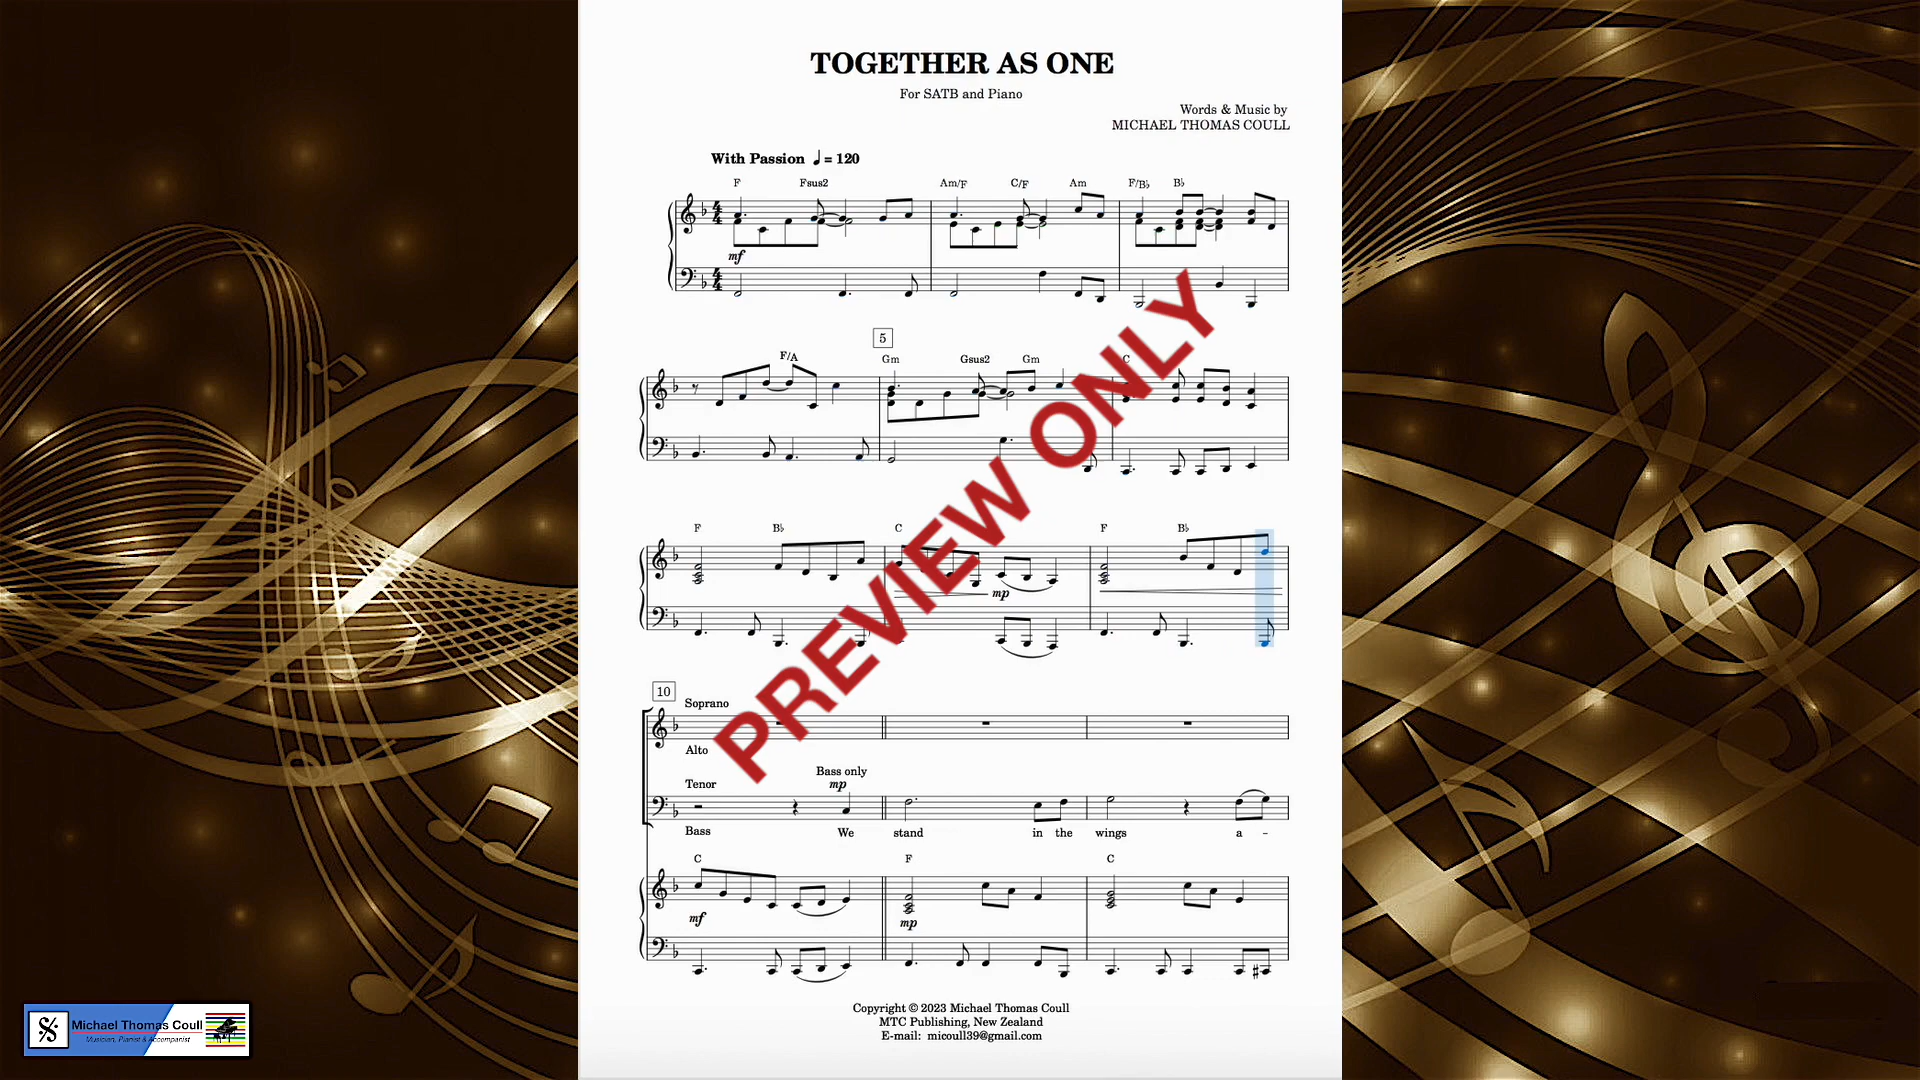 TOGETHER AS ONE
For SATB and Piano
Words & Music by
MICHAEL THOMAS COULL
With Passion ♩ = 120
F Fsus2 Am/F C/F Am F/B♭ B♭
mf
F/A
5
Gm Gsus2 Gm C
F B♭ C F B♭
mp
10
Soprano
Alto
Bass only
mp
Tenor
Bass
We stand in the wings a -
C F C
mf
mp
PREVIEW ONLY
Copyright © 2023 Michael Thomas Coull
MTC Publishing, New Zealand
E-mail: micoull39@gmail.com
Michael Thomas Coull
Musician, Pianist & Accompanist